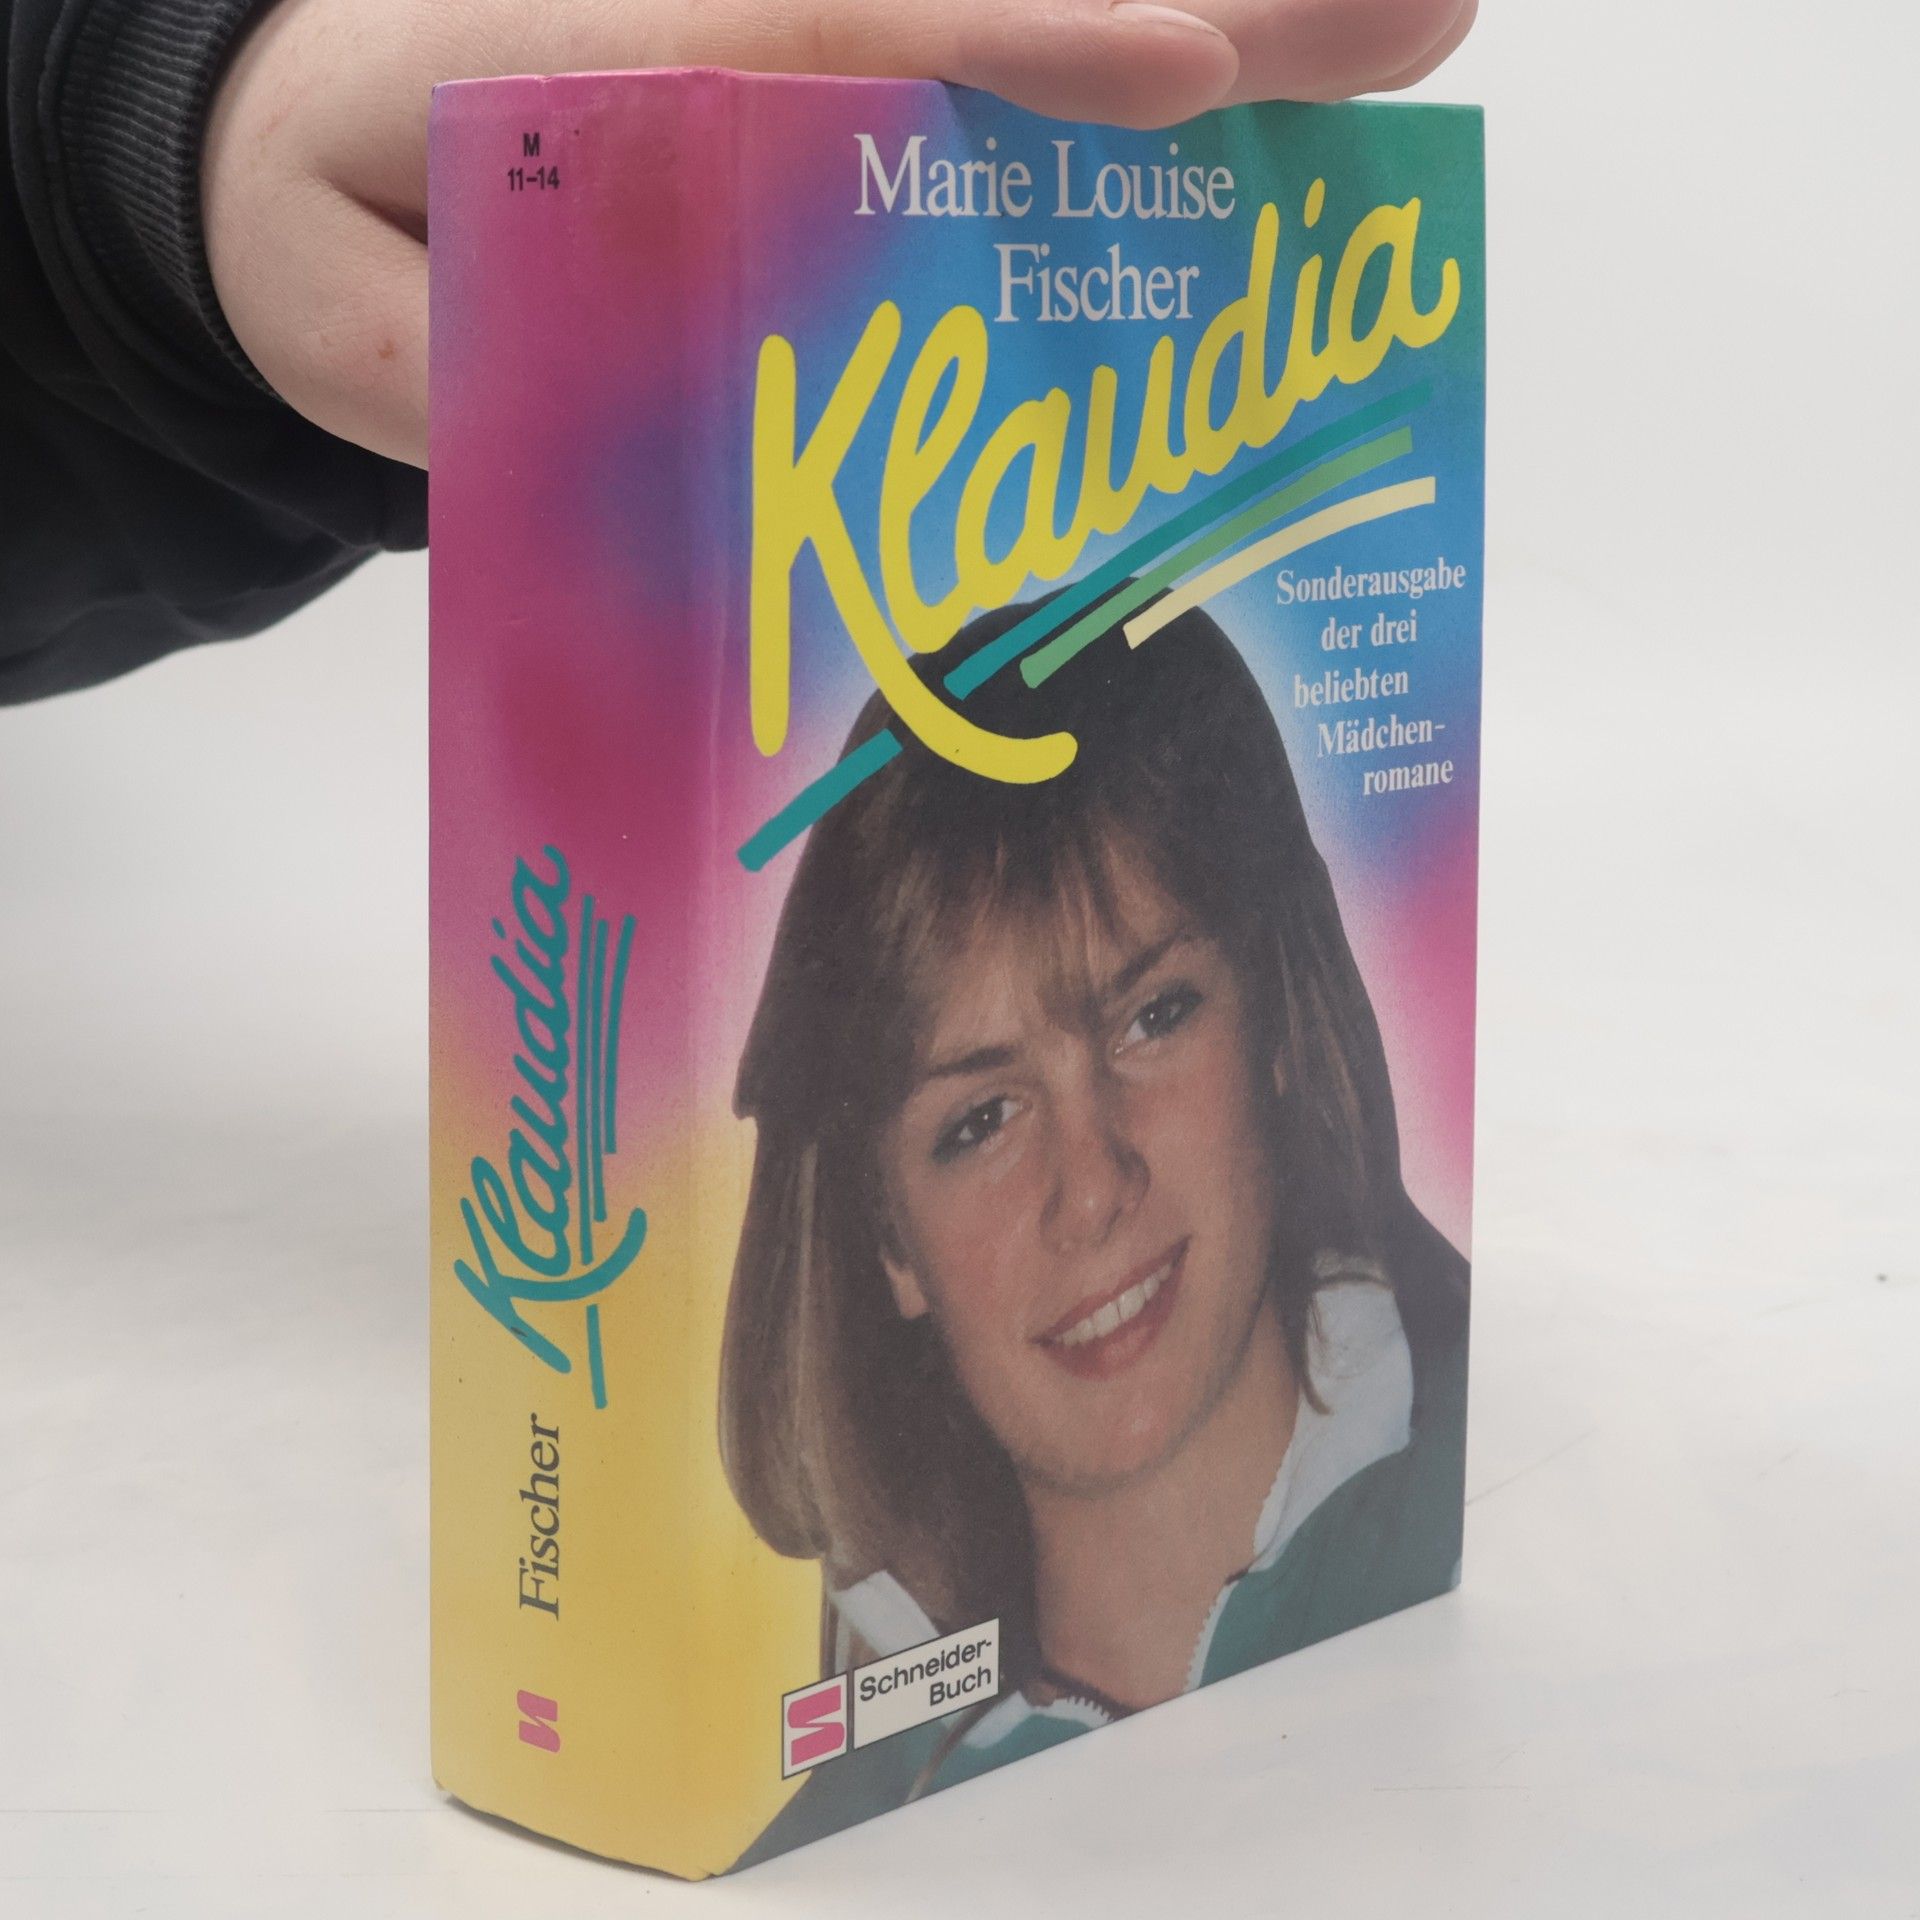 M
11-14
Klaudia
Fischer
Marie Louise
Fischer
Klaudia
Sonderausgabe
der drei
beliebten
Mädchen-
romane
Schneider-
Buch